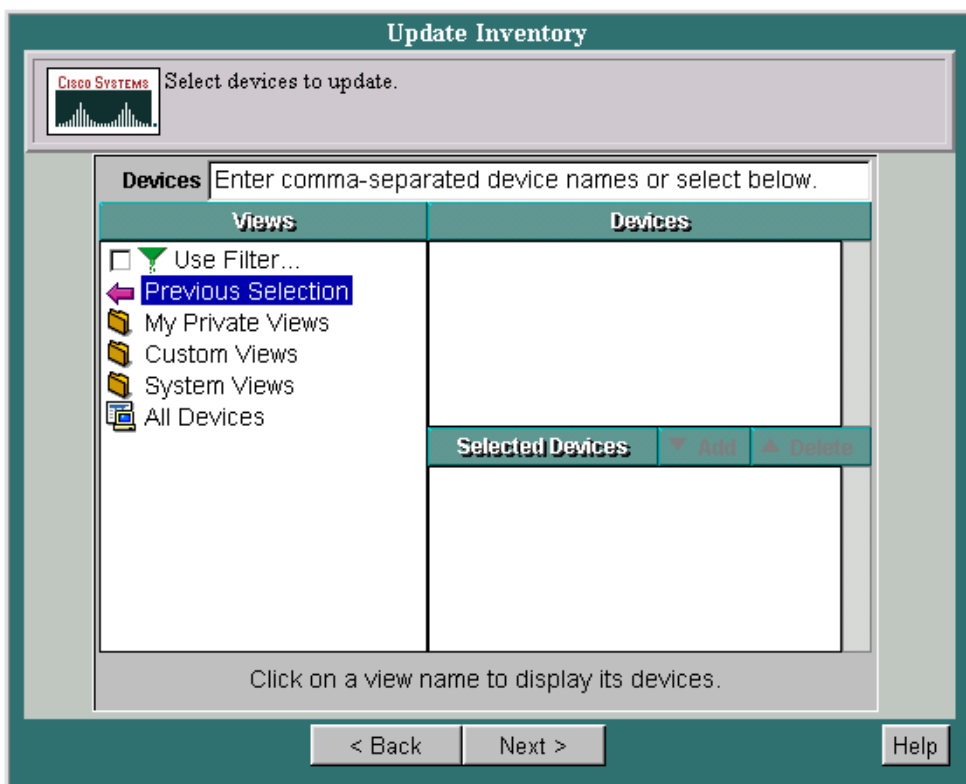 Update Inventory
CISCO SYSTEMS
Select devices to update.
Devices Enter comma-separated device names or select below.
Views Devices
Use Filter...
Previous Selection
My Private Views
Custom Views
System Views
All Devices
Selected Devices Add Delete
Click on a view name to display its devices.
< Back Next > Help